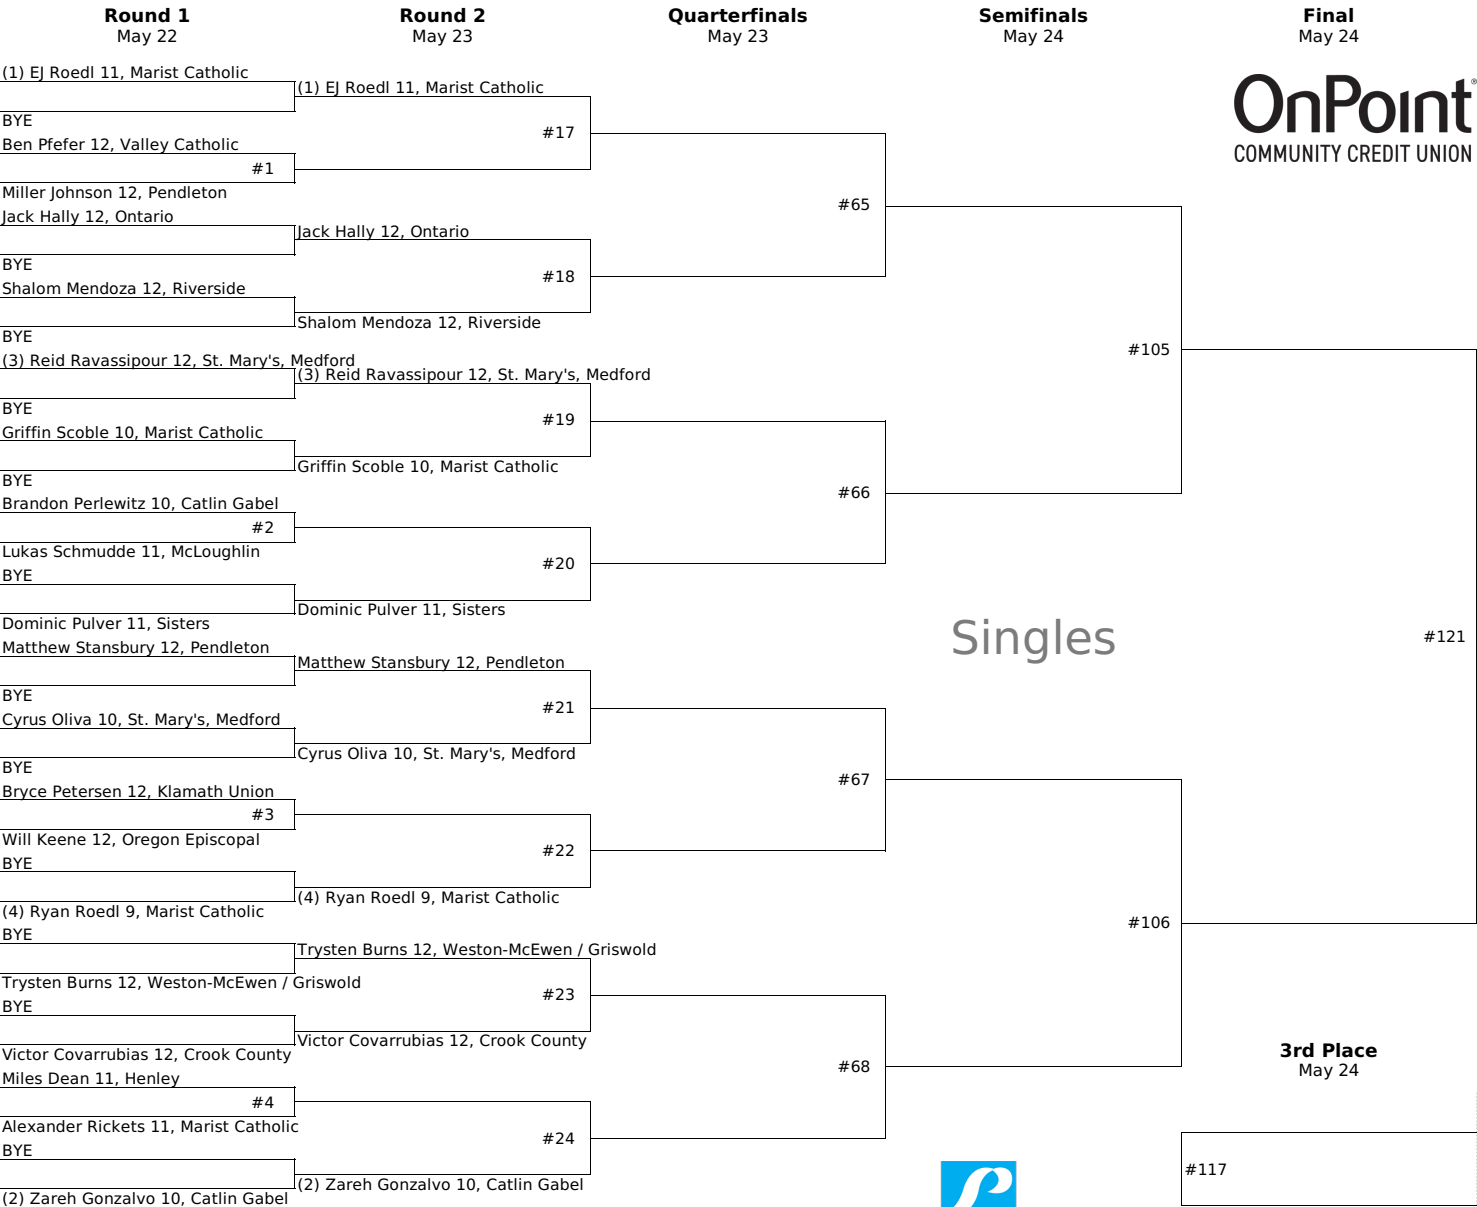 Round 1
May 22
Round 2
May 23
Quarterfinals
May 23
Semifinals
May 24
Final
May 24
OnPoint®
COMMUNITY CREDIT UNION
(1) EJ Roedl 11, Marist Catholic
BYE
Ben Pfefer 12, Valley Catholic
#1
Miller Johnson 12, Pendleton
Jack Hally 12, Ontario
BYE
Shalom Mendoza 12, Riverside
BYE
(3) Reid Ravassipour 12, St. Mary's, Medford
BYE
Griffin Scoble 10, Marist Catholic
BYE
Brandon Perlewitz 10, Catlin Gabel
#2
Lukas Schmudde 11, McLoughlin
BYE
Dominic Pulver 11, Sisters
Matthew Stansbury 12, Pendleton
BYE
Cyrus Oliva 10, St. Mary's, Medford
BYE
Bryce Petersen 12, Klamath Union
#3
Will Keene 12, Oregon Episcopal
BYE
(4) Ryan Roedl 9, Marist Catholic
BYE
Trysten Burns 12, Weston-McEwen / Griswold
BYE
Victor Covarrubias 12, Crook County
Miles Dean 11, Henley
#4
Alexander Rickets 11, Marist Catholic
BYE
(2) Zareh Gonzalvo 10, Catlin Gabel
(1) EJ Roedl 11, Marist Catholic
#17
Jack Hally 12, Ontario
#18
Shalom Mendoza 12, Riverside
(3) Reid Ravassipour 12, St. Mary's, Medford
#19
Griffin Scoble 10, Marist Catholic
#20
Dominic Pulver 11, Sisters
Matthew Stansbury 12, Pendleton
#21
Cyrus Oliva 10, St. Mary's, Medford
#22
(4) Ryan Roedl 9, Marist Catholic
Trysten Burns 12, Weston-McEwen / Griswold
#23
Victor Covarrubias 12, Crook County
#24
(2) Zareh Gonzalvo 10, Catlin Gabel
#65
#66
#67
#68
#105
Singles
#106
#121
3rd Place
May 24
#117